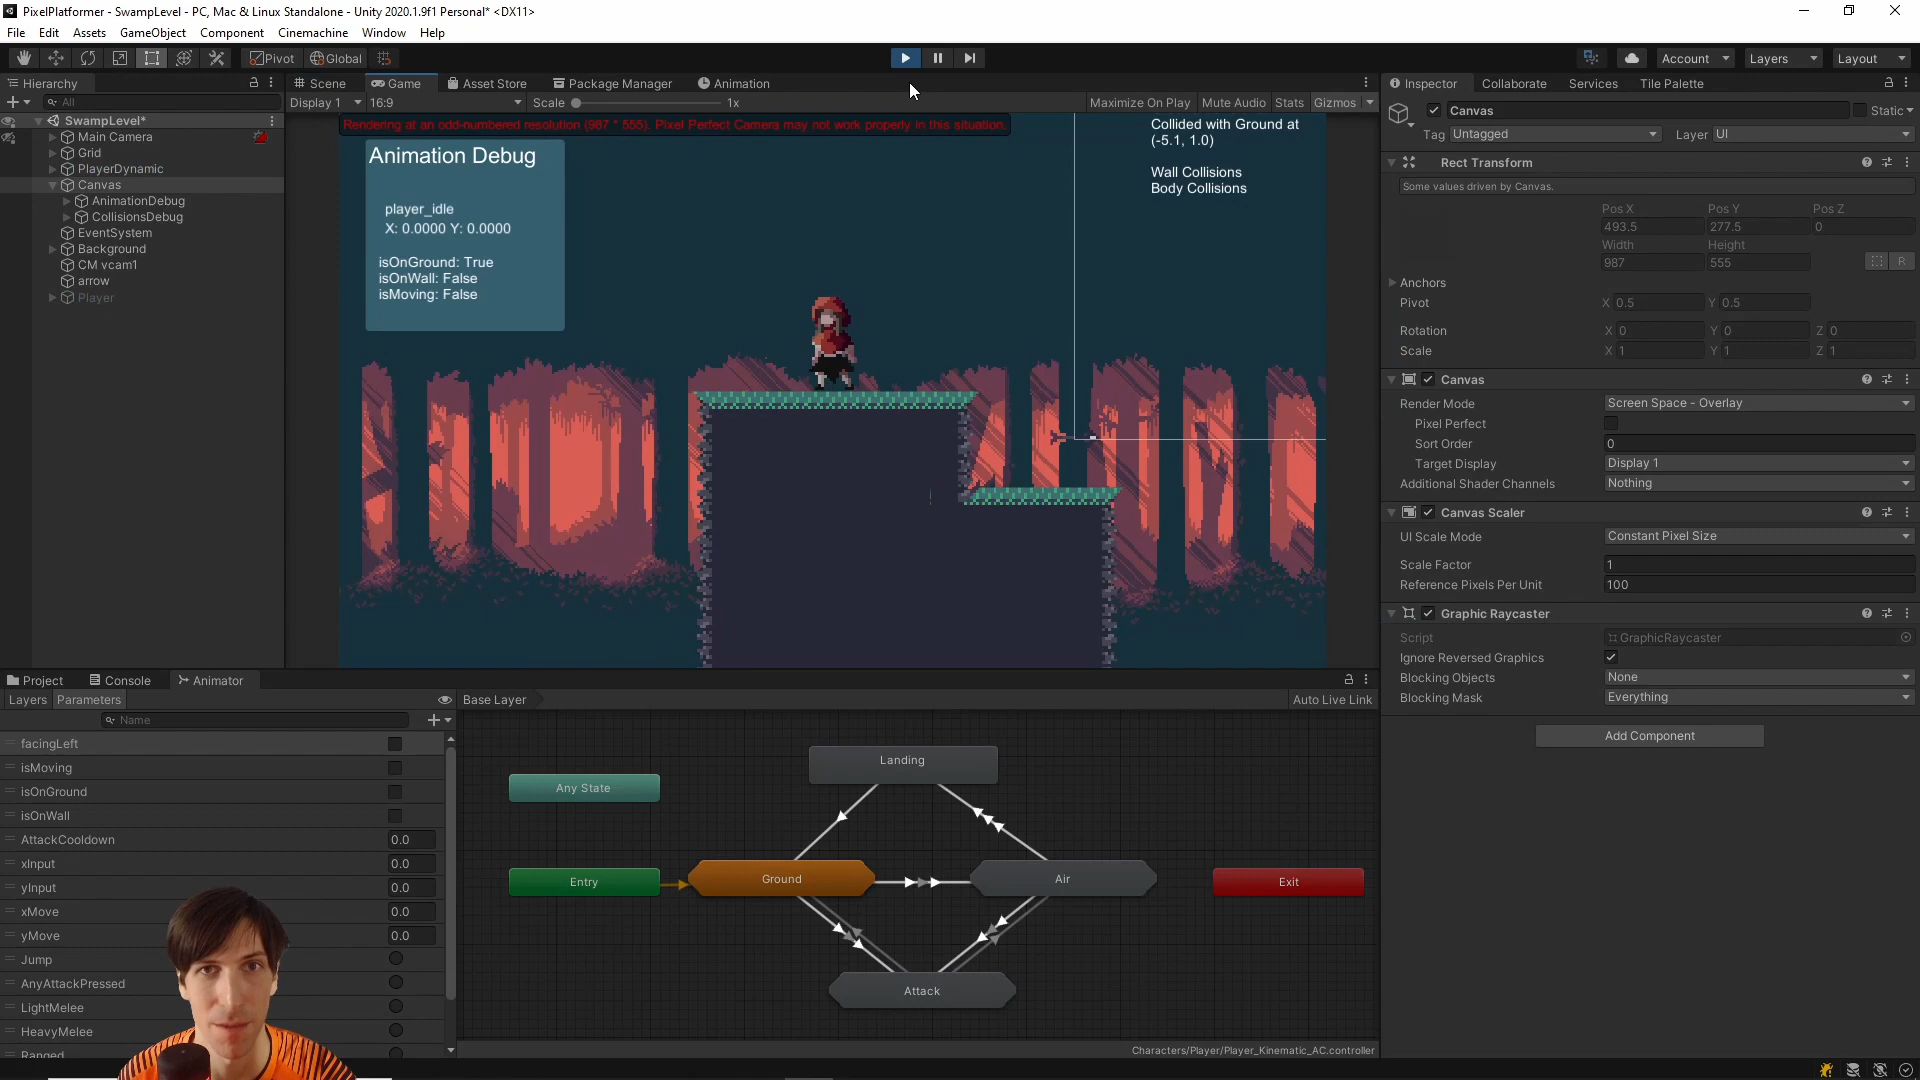 PixelPlatformer - SwampLevel - PC, Mac & Linux Standalone - Unity 2020.1.9f1 Personal* <DX11>
File Edit Assets GameObject Component Cinemachine Window Help
Pivot Global Account Layers Layout
Hierarchy
All
SwampLevel*
Main Camera
Grid
PlayerDynamic
Canvas
AnimationDebug
CollisionsDebug
EventSystem
Background
CM vcam1
arrow
Player
Scene Game Asset Store Package Manager Animation
Display 1 16:9 Scale 1x Maximize On Play Mute Audio Stats Gizmos
Rendering at an odd-numbered resolution (987 * 555). Pixel Perfect Camera may not work properly in this situation.
Animation Debug
player_idle
X: 0.0000 Y: 0.0000
isOnGround: True
isOnWall: False
isMoving: False
Collided with Ground at
(-5.1, 1.0)
Wall Collisions
Body Collisions
Inspector Collaborate Services Tile Palette
Canvas Static
Tag Untagged Layer UI
Rect Transform
Some values driven by Canvas.
Pos X Pos Y Pos Z
493.5 277.5 0
Width Height
987 555 R
Anchors
Pivot X 0.5 Y 0.5
Rotation X 0 Y 0 Z 0
Scale X 1 Y 1 Z 1
Canvas
Render Mode Screen Space - Overlay
Pixel Perfect
Sort Order 0
Target Display Display 1
Additional Shader Channels Nothing
Canvas Scaler
UI Scale Mode Constant Pixel Size
Scale Factor 1
Reference Pixels Per Unit 100
Graphic Raycaster
Script GraphicRaycaster
Ignore Reversed Graphics
Blocking Objects None
Blocking Mask Everything
Add Component
Project Console Animator
Layers Parameters Base Layer Auto Live Link
Name
facingLeft
isMoving
isOnGround
isOnWall
AttackCooldown 0.0
xInput 0.0
yInput 0.0
xMove 0.0
yMove 0.0
Jump
AnyAttackPressed
LightMelee
HeavyMelee
Ranged
Landing
Any State
Entry
Ground
Air
Exit
Attack
Characters/Player/Player_Kinematic_AC.controller